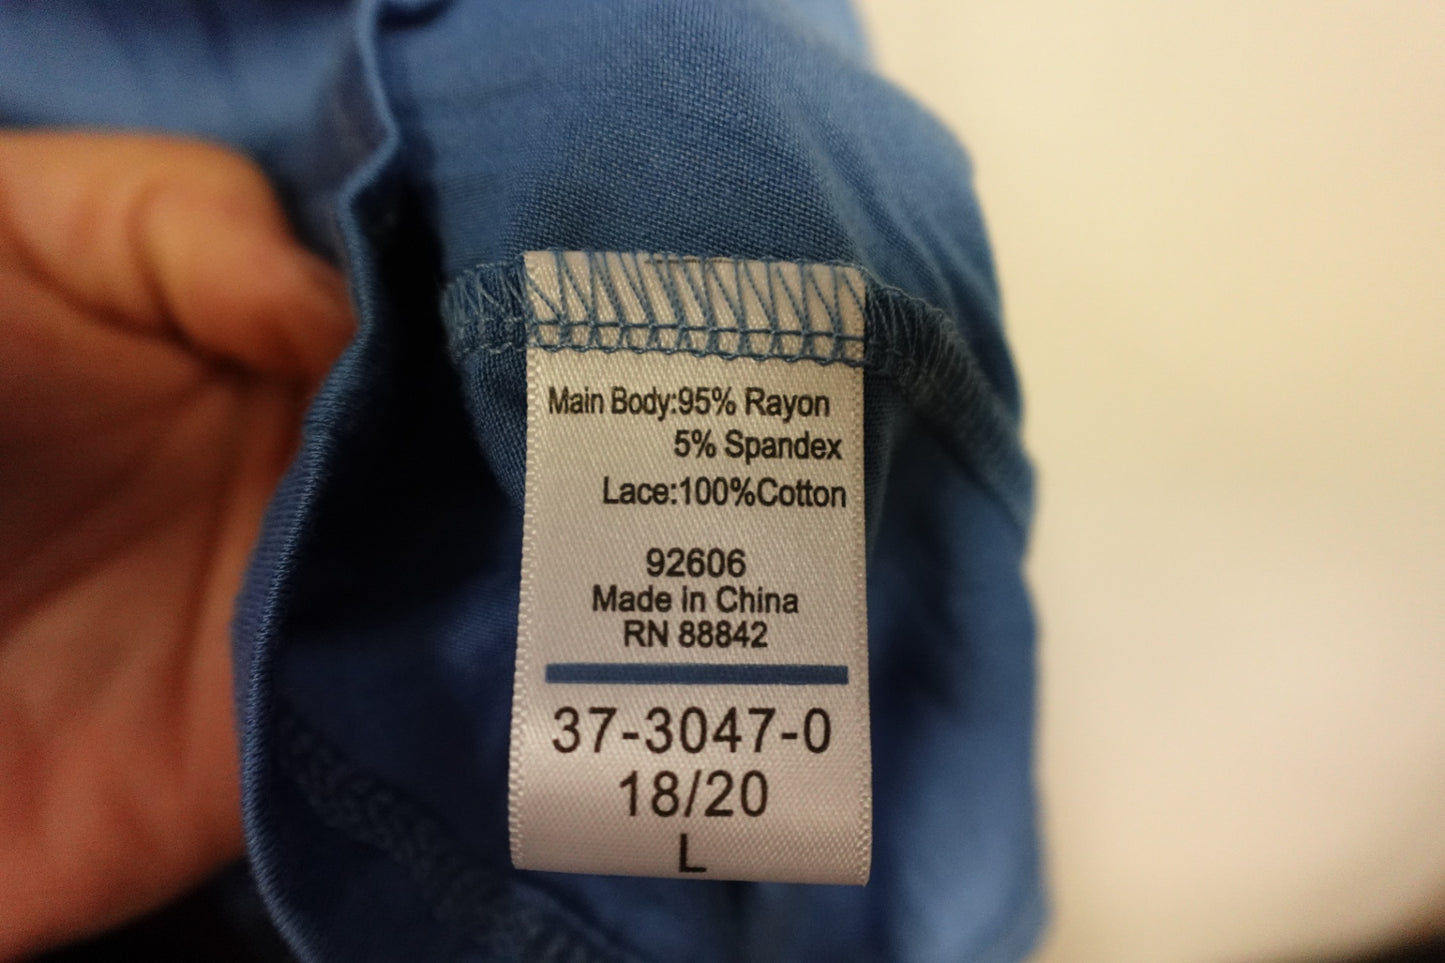 Main Body:95% Rayon
5% Spandex
Lace:100%Cotton
92606
Made in China
RN 88842
37-3047-0
18/20
L